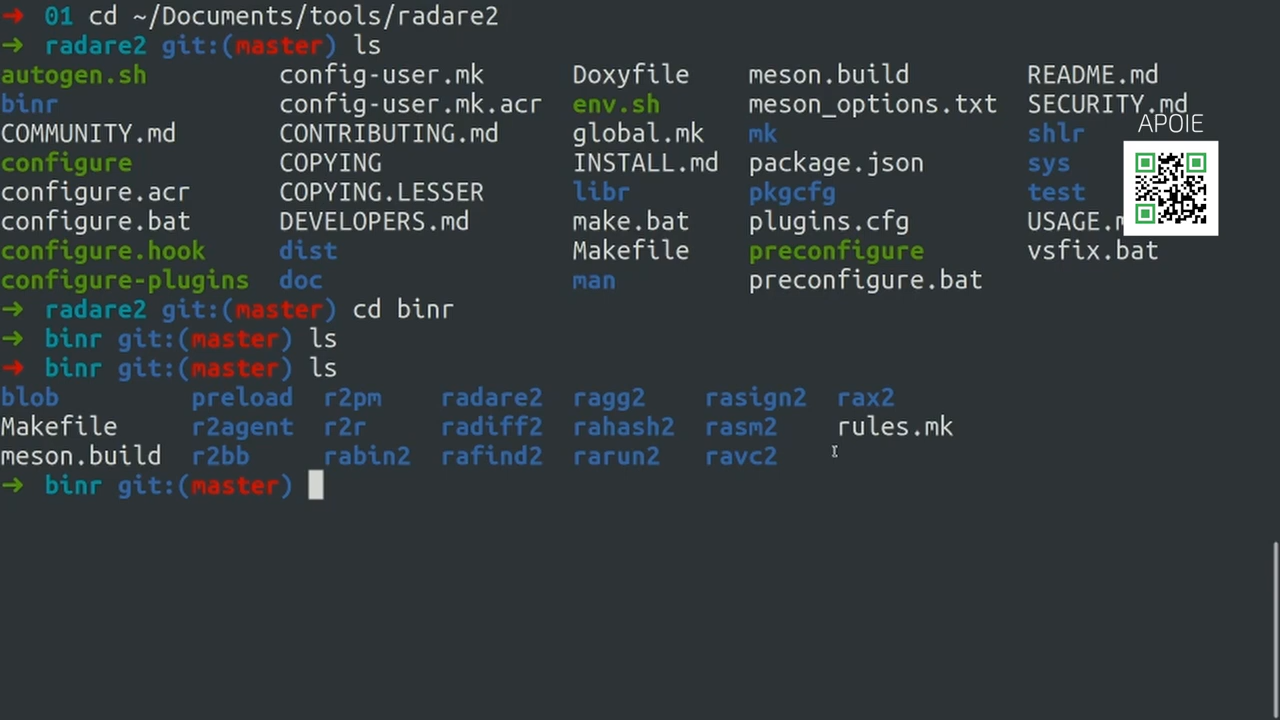 → 01 cd ~/Documents/tools/radare2
→ radare2 git:(master) ls
autogen.sh config-user.mk Doxyfile meson.build README.md
binr config-user.mk.acr env.sh meson_options.txt SECURITY.md
APOIE
COMMUNITY.md CONTRIBUTING.md global.mk mk shlr
configure COPYING INSTALL.md package.json sys
configure.acr COPYING.LESSER libr pkgcfg test
configure.bat DEVELOPERS.md make.bat plugins.cfg
configure.hook dist Makefile preconfigure vsfix.bat
configure-plugins doc man preconfigure.bat
→ radare2 git:(master) cd binr
→ binr git:(master) ls
→ binr git:(master) ls
blob preload r2pm radare2 ragg2 rasign2 rax2
Makefile r2agent r2r radiff2 rahash2 rasm2 rules.mk
meson.build r2bb rabin2 rafind2 rarun2 ravc2
→ binr git:(master)